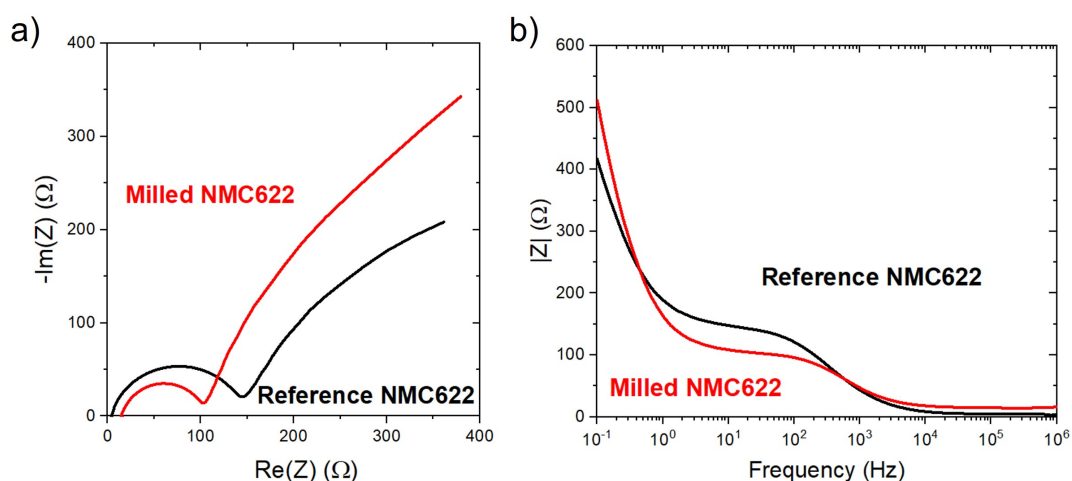 a)
400
300
200
100
0
-Im(Z) (Ω)
Milled NMC622
Reference NMC622
0 100 200 300 400
Re(Z) (Ω)
b)
600
500
400
300
200
100
0
|Z| (Ω)
Reference NMC622
Milled NMC622
10⁻¹ 10⁰ 10¹ 10² 10³ 10⁴ 10⁵ 10⁶
Frequency (Hz)